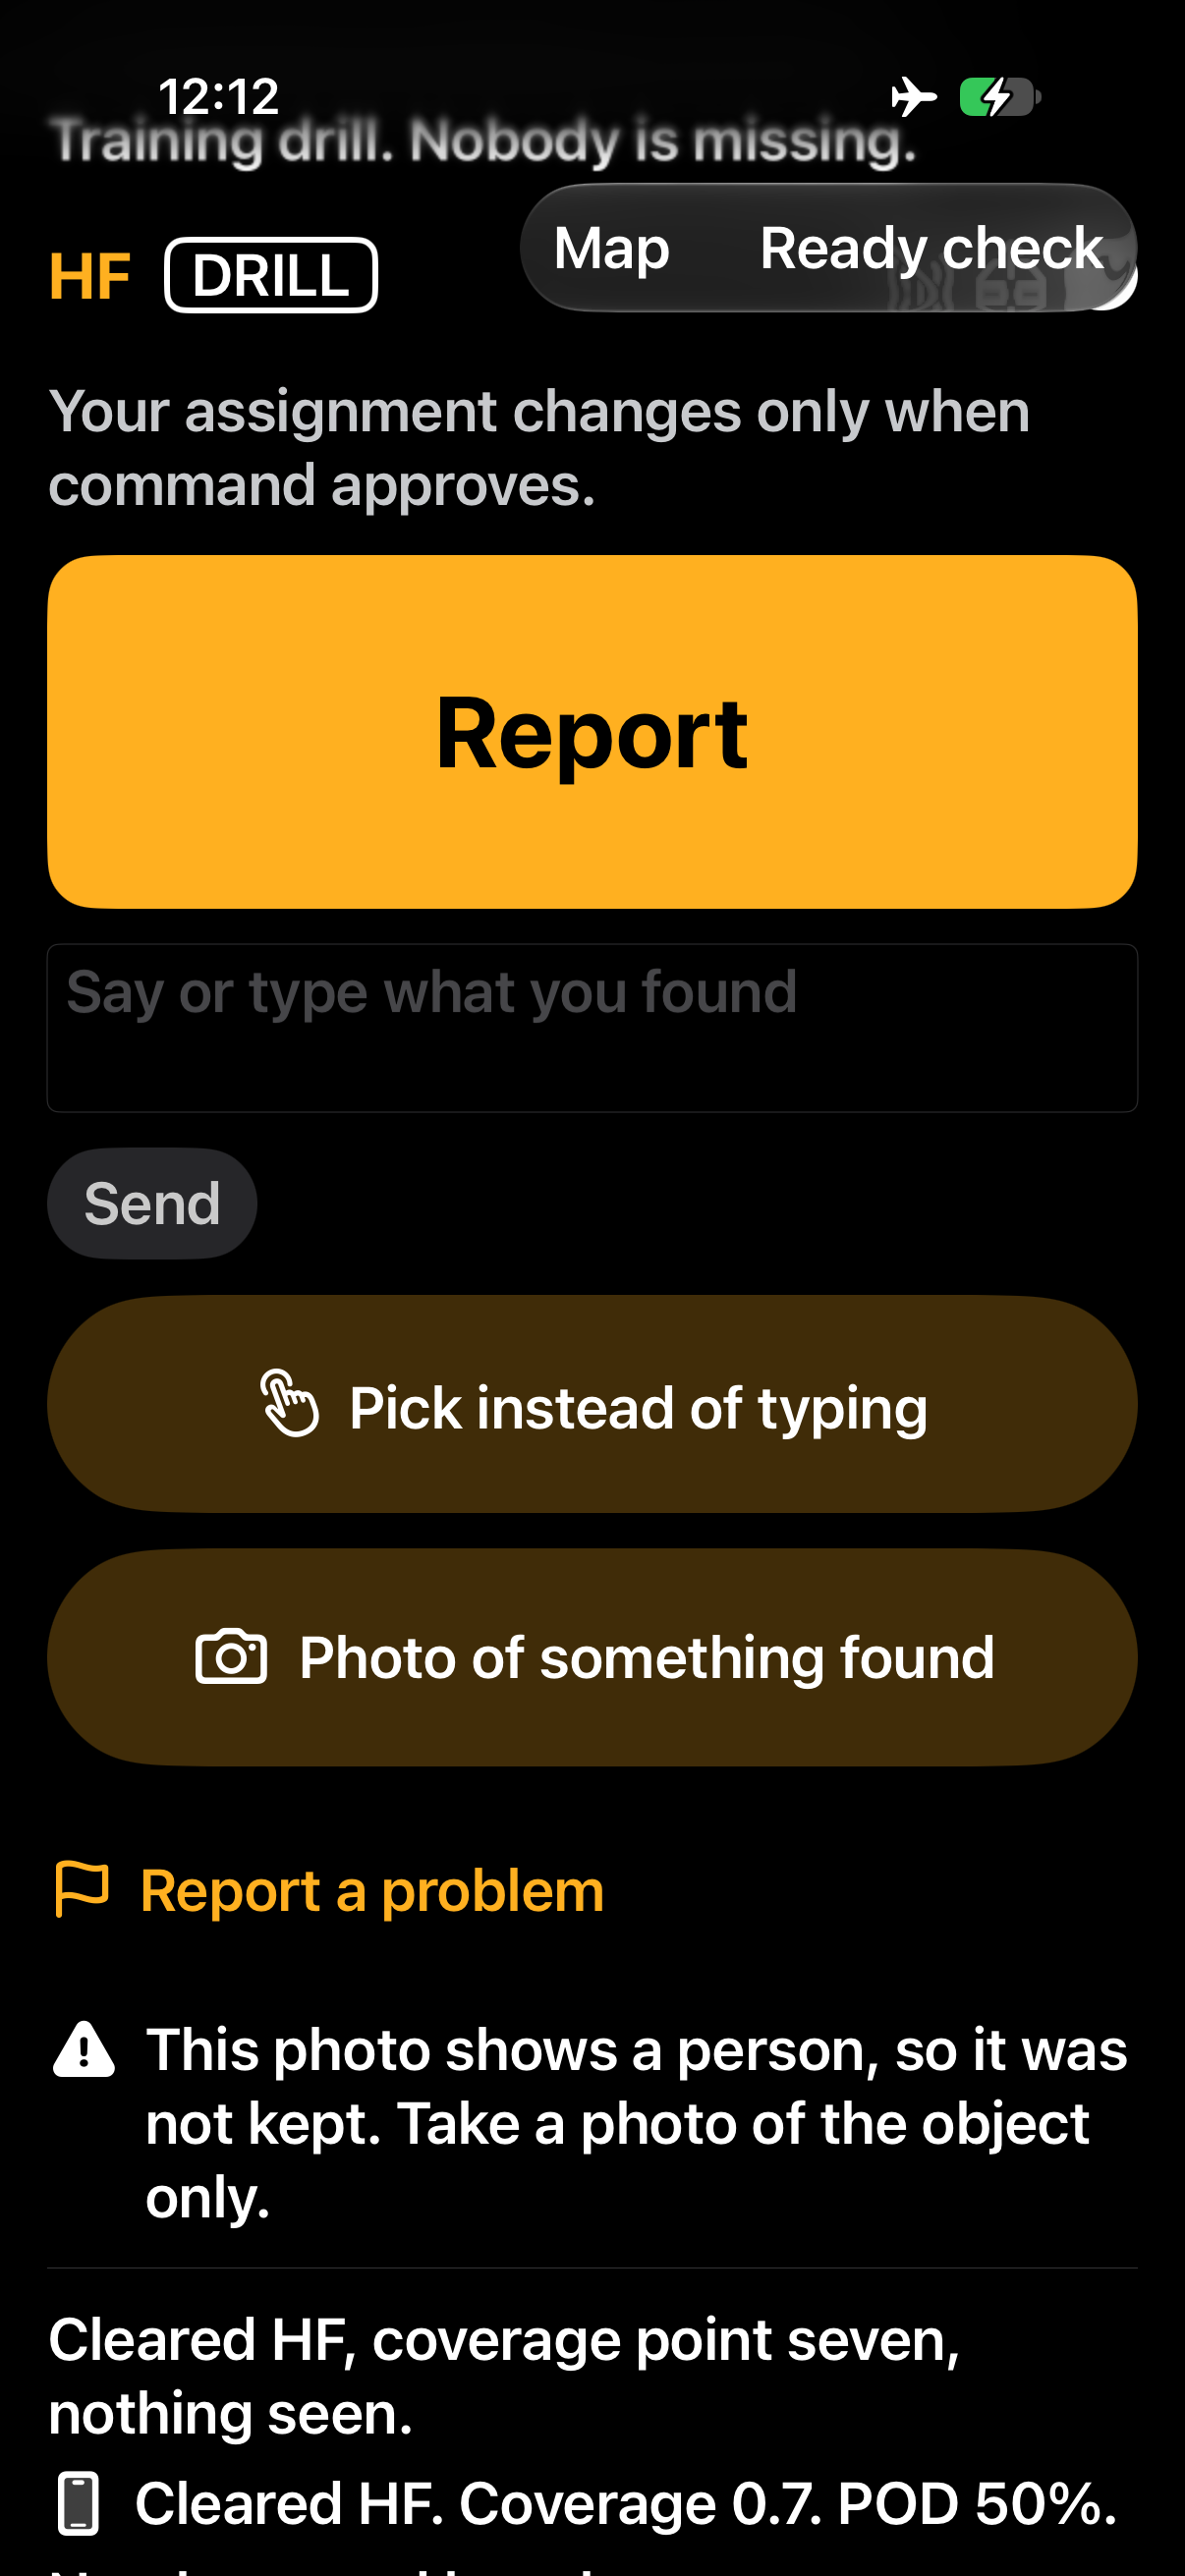 12:12
Training drill. Nobody is missing.
Map Ready check
HF DRILL
Your assignment changes only when
command approves.
Report
Say or type what you found
Send
Pick instead of typing
Photo of something found
Report a problem
This photo shows a person, so it was
not kept. Take a photo of the object
only.
Cleared HF, coverage point seven,
nothing seen.
Cleared HF. Coverage 0.7. POD 50%.